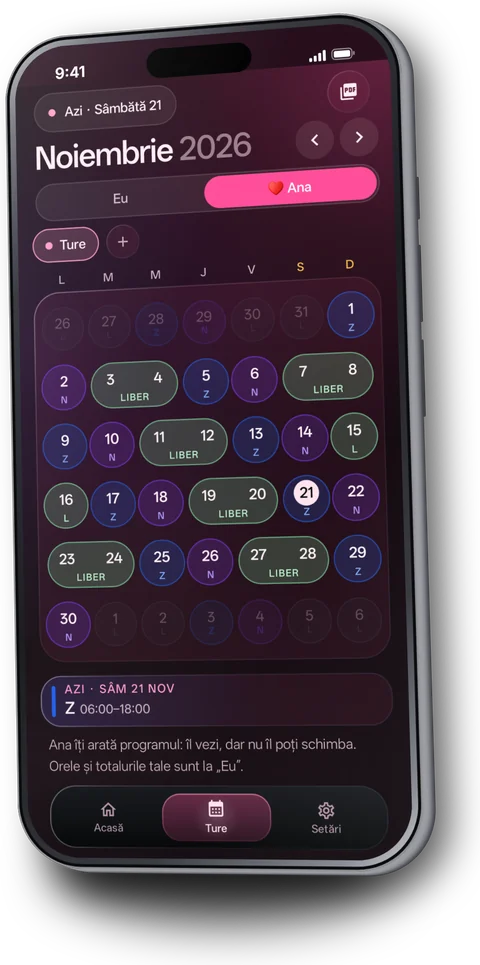 9:41
Azi · Sâmbătă 21
PDF
Noiembrie 2026
Eu
❤️ Ana
Ture
+
L M M J V S D
26 27 28 29 30 31 1
L L Z N L L Z
2 3 4 5 6 7 8
N LIBER Z N LIBER
9 10 11 12 13 14 15
Z N LIBER Z N L
16 17 18 19 20 21 22
L Z N LIBER Z N
23 24 25 26 27 28 29
LIBER Z N LIBER Z
30 1 2 3 4 5 6
N L L Z N L L
AZI · SÂM 21 NOV
Z 06:00–18:00
Ana îți arată programul: îl vezi, dar nu îl poți schimba.
Orele și totalurile tale sunt la „Eu”.
Acasă
Ture
Setări